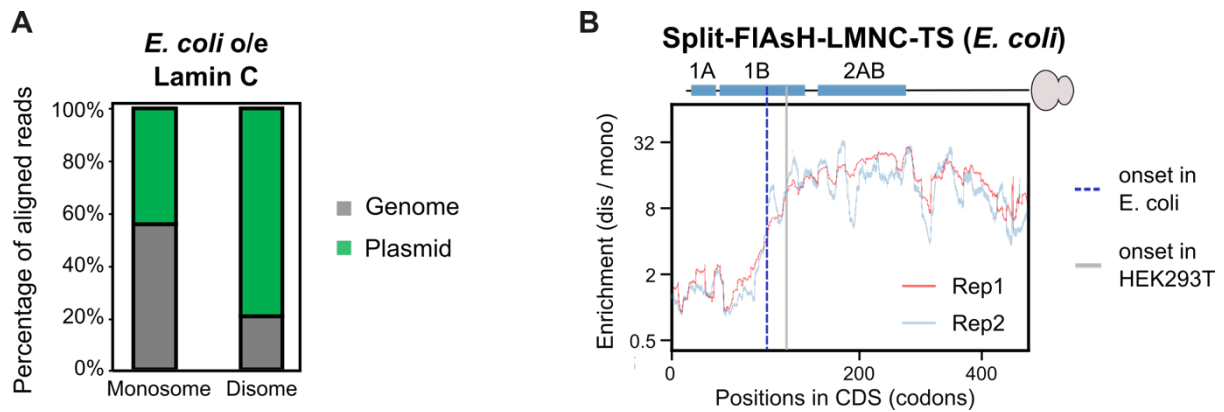 A
E. coli o/e
Lamin C
Percentage of aligned reads
100%
80%
60%
40%
20%
0%
Monosome
Disome
Genome
Plasmid
B
Split-FlAsH-LMNC-TS (E. coli)
1A
1B
2AB
Enrichment (dis / mono)
32
8
2
0.5
Rep1
Rep2
0
200
400
Positions in CDS (codons)
onset in
E. coli
onset in
HEK293T